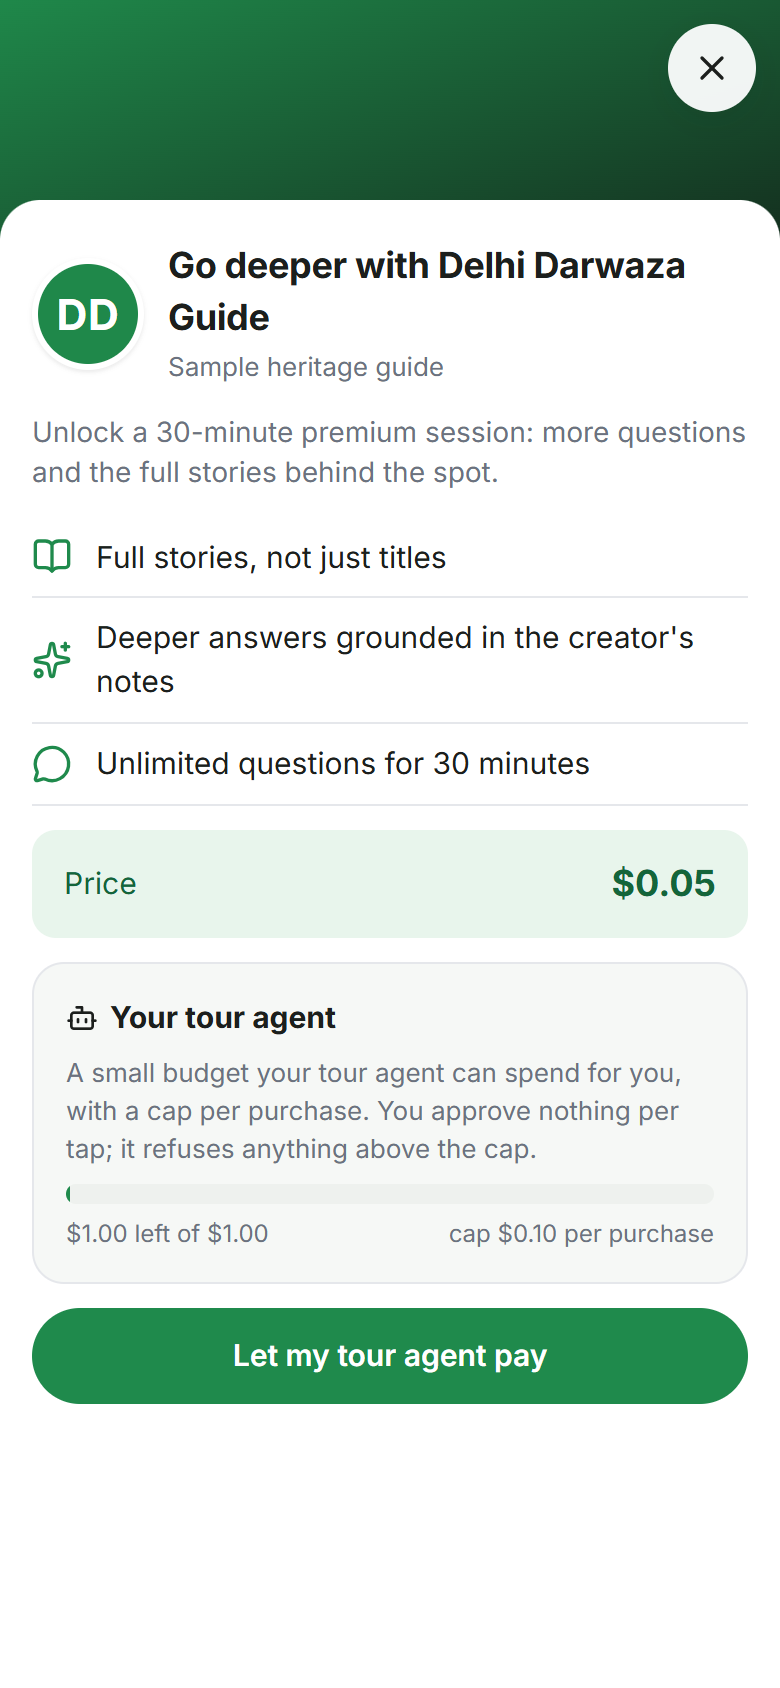 DD
Go deeper with Delhi Darwaza
Guide
Sample heritage guide
Unlock a 30-minute premium session: more questions
and the full stories behind the spot.
Full stories, not just titles
Deeper answers grounded in the creator's
notes
Unlimited questions for 30 minutes
Price $0.05
Your tour agent
A small budget your tour agent can spend for you,
with a cap per purchase. You approve nothing per
tap; it refuses anything above the cap.
$1.00 left of $1.00 cap $0.10 per purchase
Let my tour agent pay